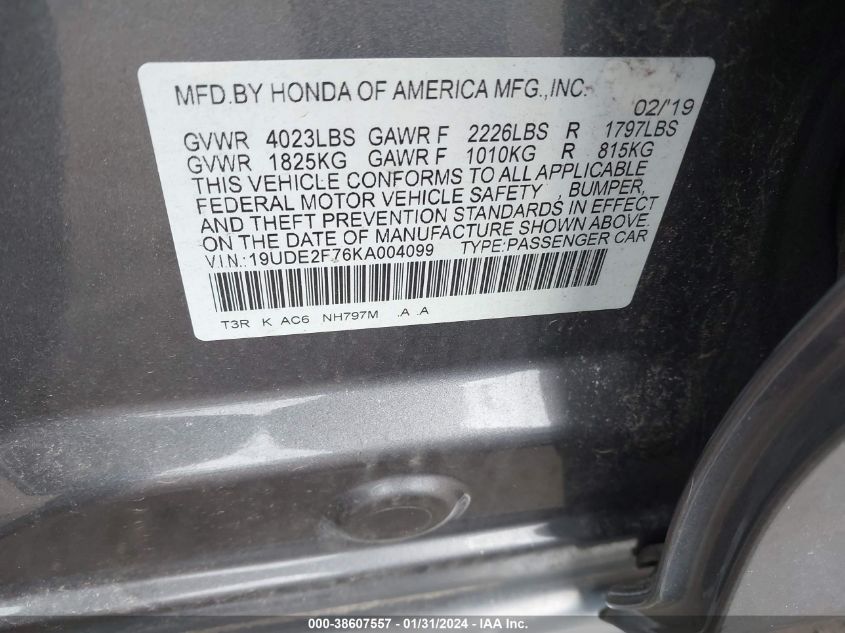 MFD.BY HONDA OF AMERICA MFG.,INC. 02/'19
GVWR 4023LBS GAWR F 2226LBS R 1797LBS
GVWR 1825KG GAWR F 1010KG R 815KG
THIS VEHICLE CONFORMS TO ALL APPLICABLE
FEDERAL MOTOR VEHICLE SAFETY , BUMPER,
AND THEFT PREVENTION STANDARDS IN EFFECT
ON THE DATE OF MANUFACTURE SHOWN ABOVE.
VIN:19UDE2F76KA004099 TYPE:PASSENGER CAR
T3R K AC6 NH797M .A .A
000-38607557 - 01/31/2024 - IAA Inc.